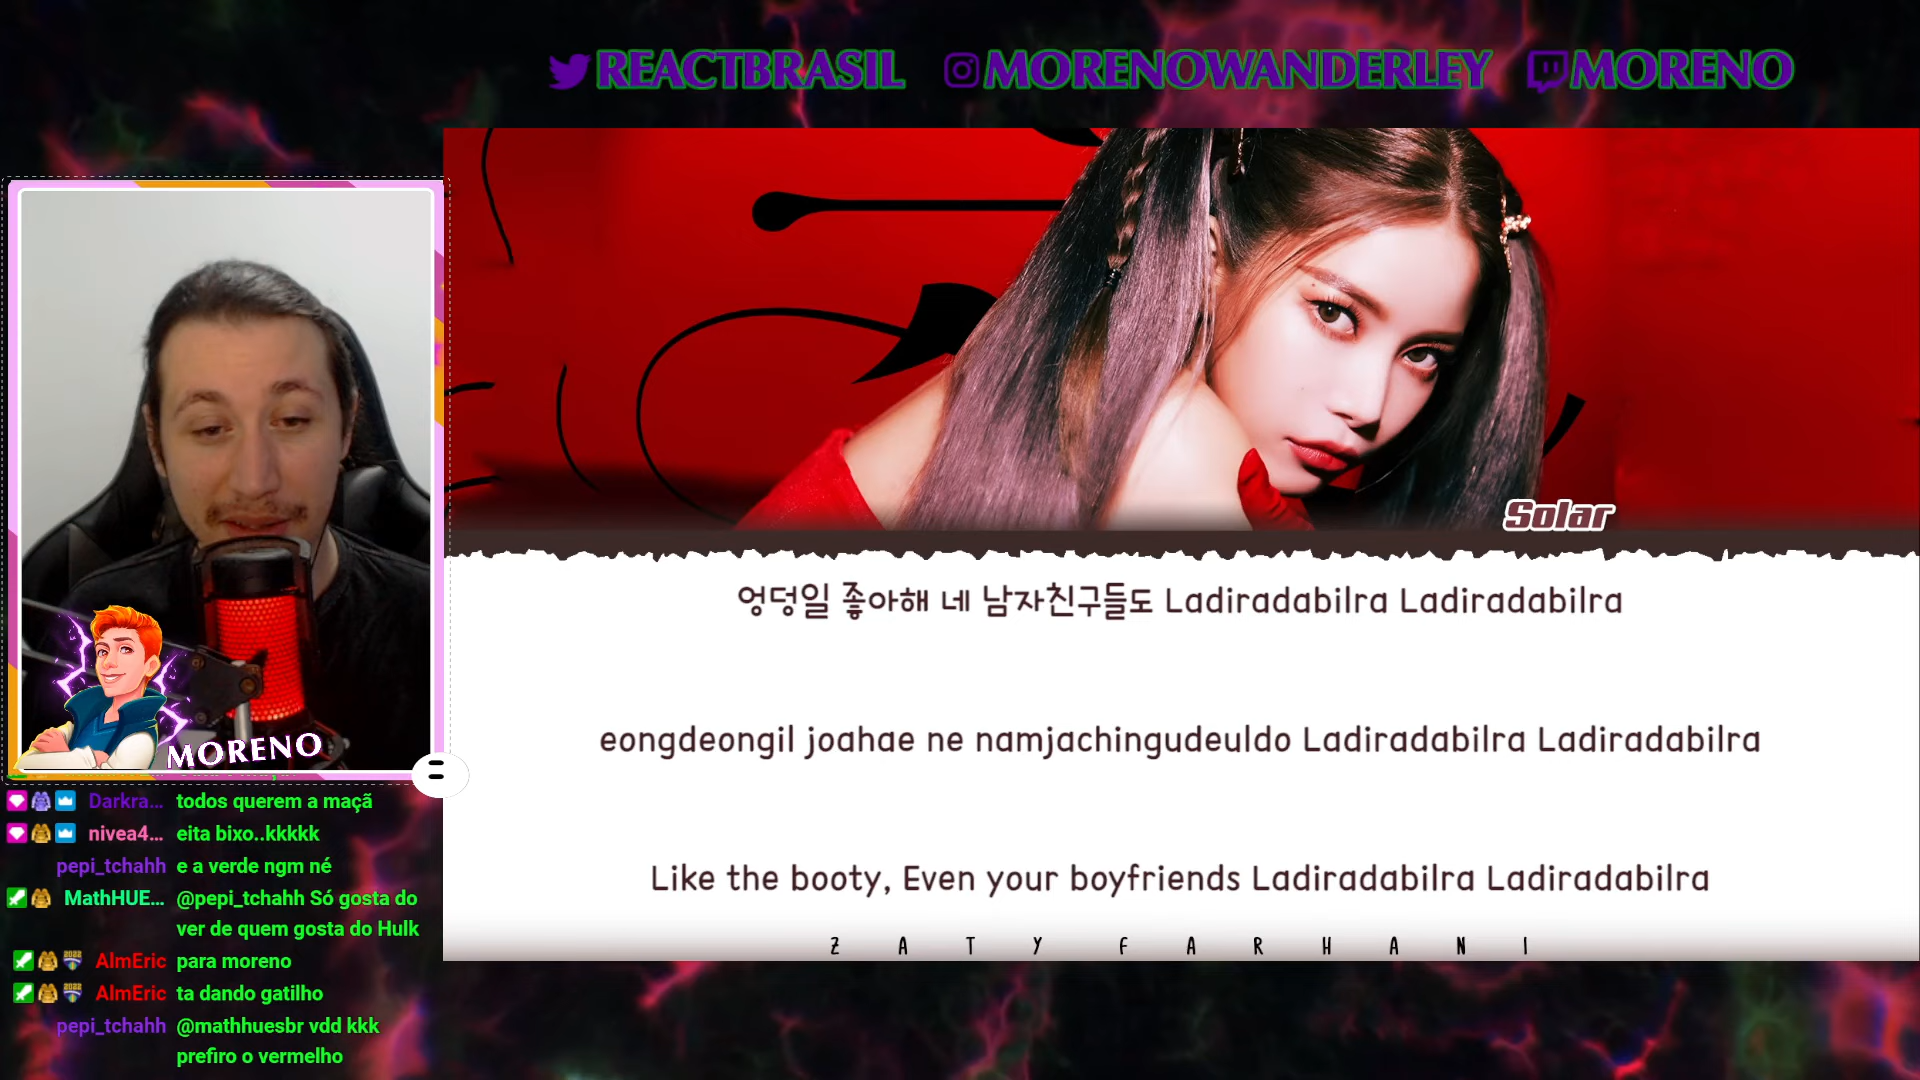 REACTBRASIL MORENOWANDERLEY MORENO
Solar
엉덩일 좋아해 네 남자친구들도 Ladiradabilra Ladiradabilra
eongdeongil joahae ne namjachingudeuldo Ladiradabilra Ladiradabilra
Like the booty, Even your boyfriends Ladiradabilra Ladiradabilra
ZATY FARHANI
MORENO
Darkra... todos querem a maçã
nivea4... eita bixo..kkkkk
pepi_tchahh e a verde ngm né
MathHUE... @pepi_tchahh Só gosta do
ver de quem gosta do Hulk
AlmEric para moreno
AlmEric ta dando gatilho
pepi_tchahh @mathhuesbr vdd kkk
prefiro o vermelho